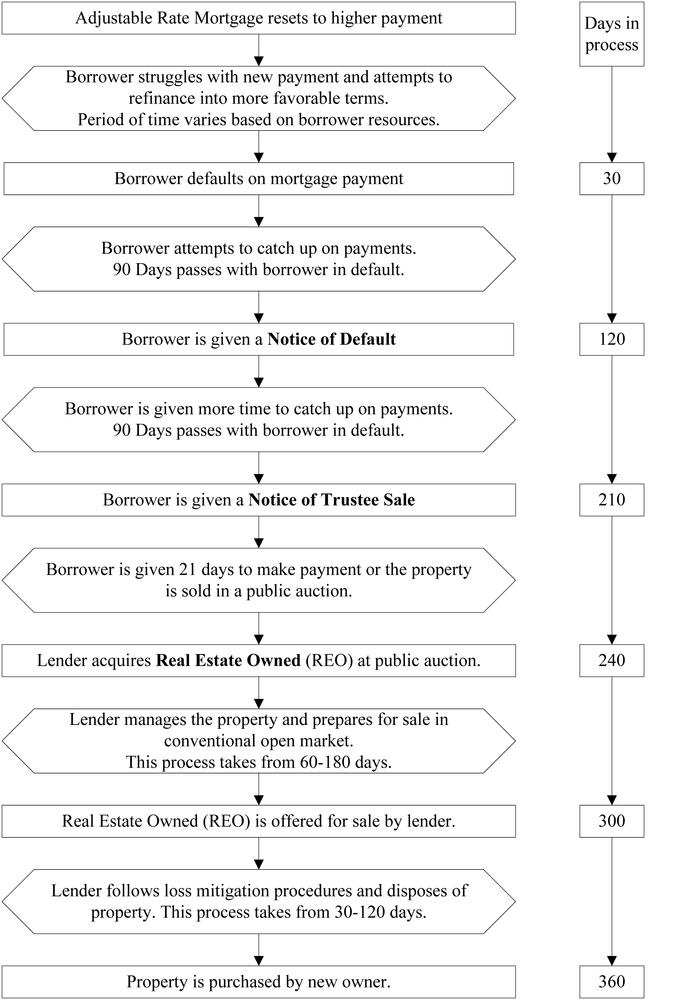 Adjustable Rate Mortgage resets to higher payment
Days in
process
Borrower struggles with new payment and attempts to
refinance into more favorable terms.
Period of time varies based on borrower resources.
Borrower defaults on mortgage payment
30
Borrower attempts to catch up on payments.
90 Days passes with borrower in default.
Borrower is given a Notice of Default
120
Borrower is given more time to catch up on payments.
90 Days passes with borrower in default.
Borrower is given a Notice of Trustee Sale
210
Borrower is given 21 days to make payment or the property
is sold in a public auction.
Lender acquires Real Estate Owned (REO) at public auction.
240
Lender manages the property and prepares for sale in
conventional open market.
This process takes from 60-180 days.
Real Estate Owned (REO) is offered for sale by lender.
300
Lender follows loss mitigation procedures and disposes of
property. This process takes from 30-120 days.
Property is purchased by new owner.
360